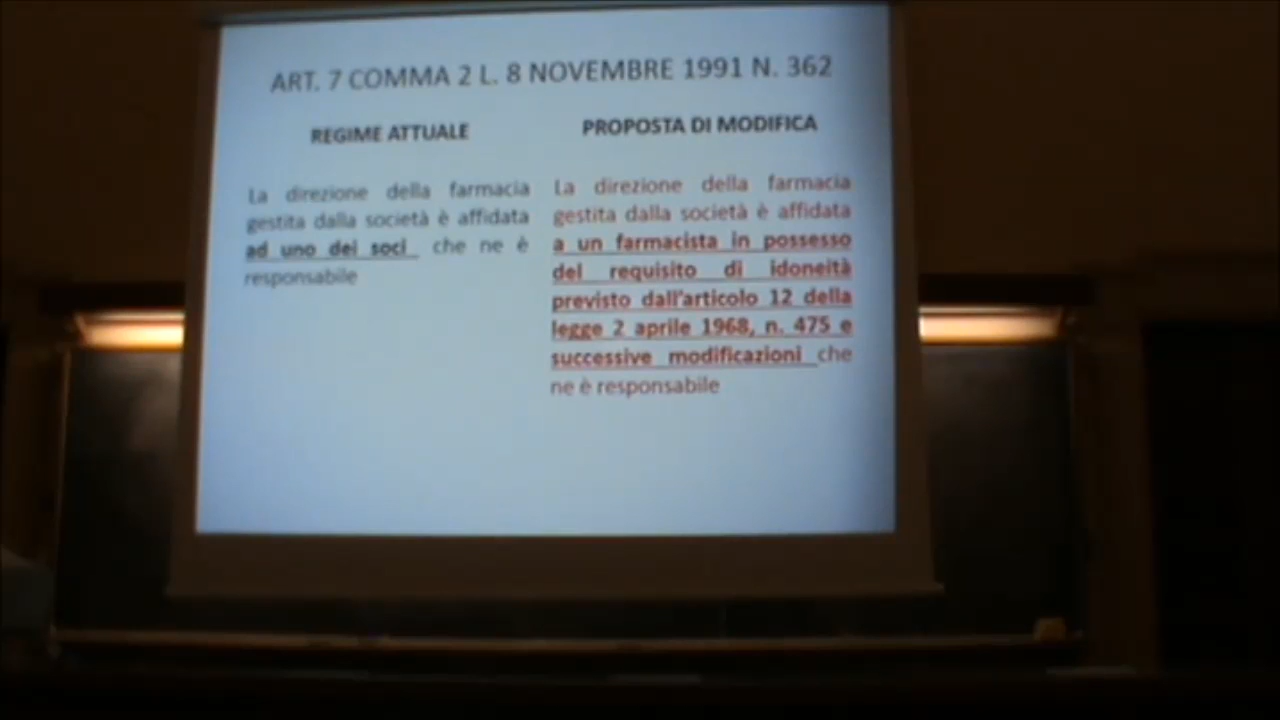 ART. 7 COMMA 2 L. 8 NOVEMBRE 1991 N. 362
REGIME ATTUALE
La direzione della farmacia
gestita dalla società è affidata
ad uno dei soci che ne è
responsabile
PROPOSTA DI MODIFICA
La direzione della farmacia
gestita dalla società è affidata
a un farmacista in possesso
del requisito di idoneità
previsto dall'articolo 12 della
legge 2 aprile 1968, n. 475 e
successive modificazioni che
ne è responsabile